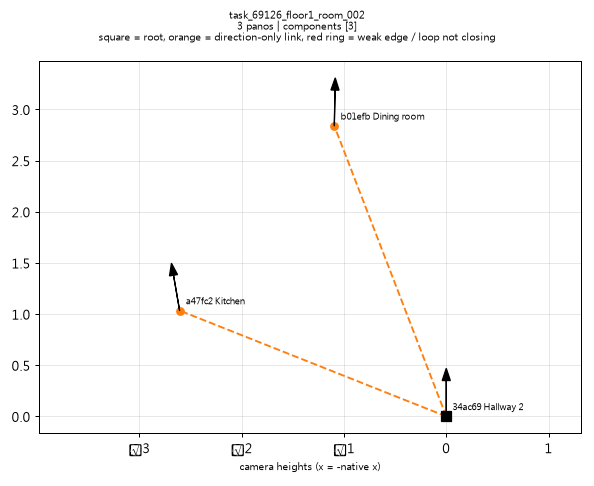 task_69126_floor1_room_002
3 panos | components [3]
square = root, orange = direction-only link, red ring = weak edge / loop not closing
3.0
b01efb Dining room
2.5
2.0
1.5
a47fc2 Kitchen
1.0
0.5
34ac69 Hallway 2
0.0
3 2 1 0 1
camera heights (x = -native x)